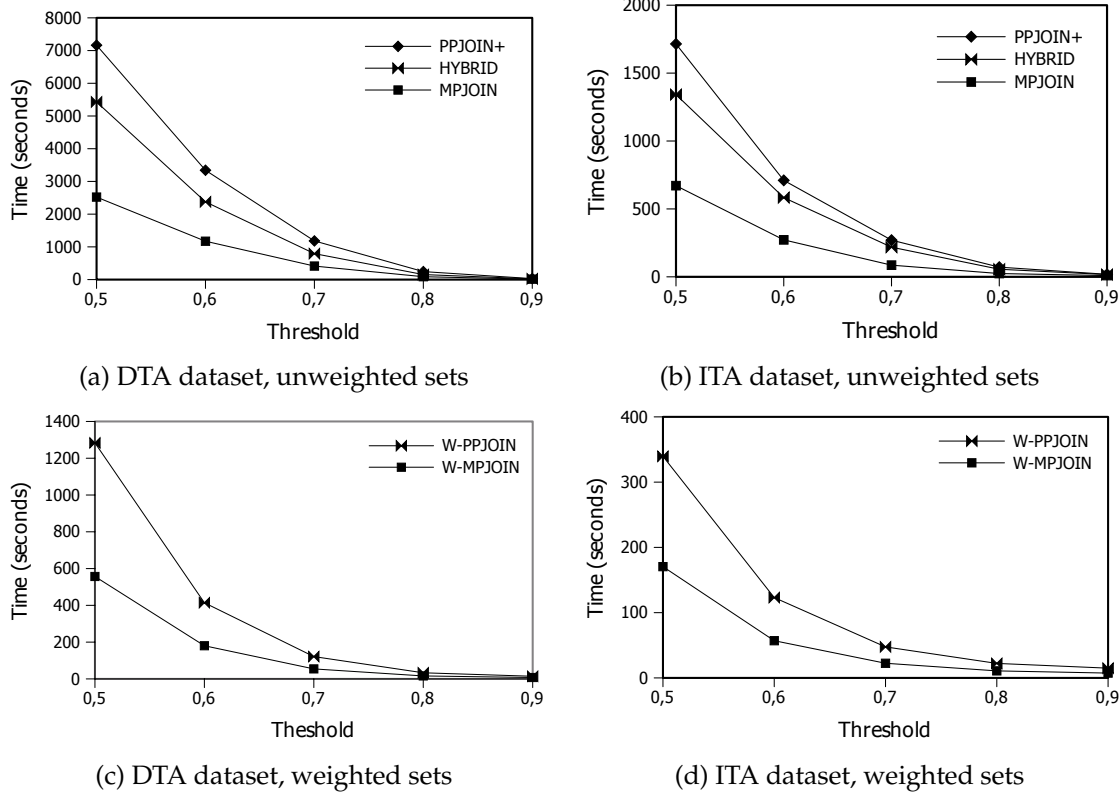 8000
7000
6000
5000
4000
3000
2000
1000
0
Time (seconds)
PPJOIN+
HYBRID
MPJOIN
0,5 0,6 0,7 0,8 0,9
Threshold
(a) DTA dataset, unweighted sets
2000
1500
1000
500
0
Time (seconds)
PPJOIN+
HYBRID
MPJOIN
0,5 0,6 0,7 0,8 0,9
Threshold
(b) ITA dataset, unweighted sets
1400
1200
1000
800
600
400
200
0
Time (seconds)
W-PPJOIN
W-MPJOIN
0,5 0,6 0,7 0,8 0,9
Theshold
(c) DTA dataset, weighted sets
400
300
200
100
0
Time (seconds)
W-PPJOIN
W-MPJOIN
0,5 0,6 0,7 0,8 0,9
Threshold
(d) ITA dataset, weighted sets